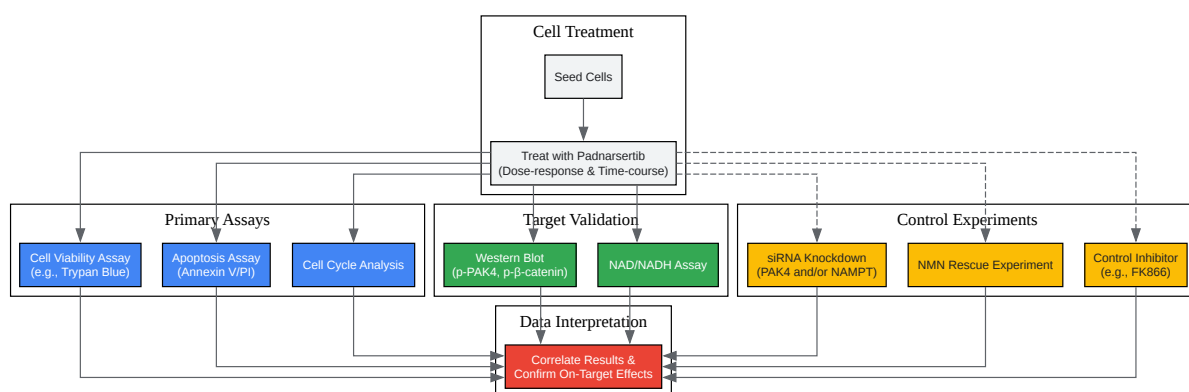 Cell Treatment
Seed Cells
Treat with Padnarsertib
(Dose-response & Time-course)
Primary Assays
Cell Viability Assay
(e.g., Trypan Blue)
Apoptosis Assay
(Annexin V/PI)
Cell Cycle Analysis
Target Validation
Western Blot
(p-PAK4, p-β-catenin)
NAD/NADH Assay
Control Experiments
siRNA Knockdown
(PAK4 and/or NAMPT)
NMN Rescue Experiment
Control Inhibitor
(e.g., FK866)
Data Interpretation
Correlate Results &
Confirm On-Target Effects